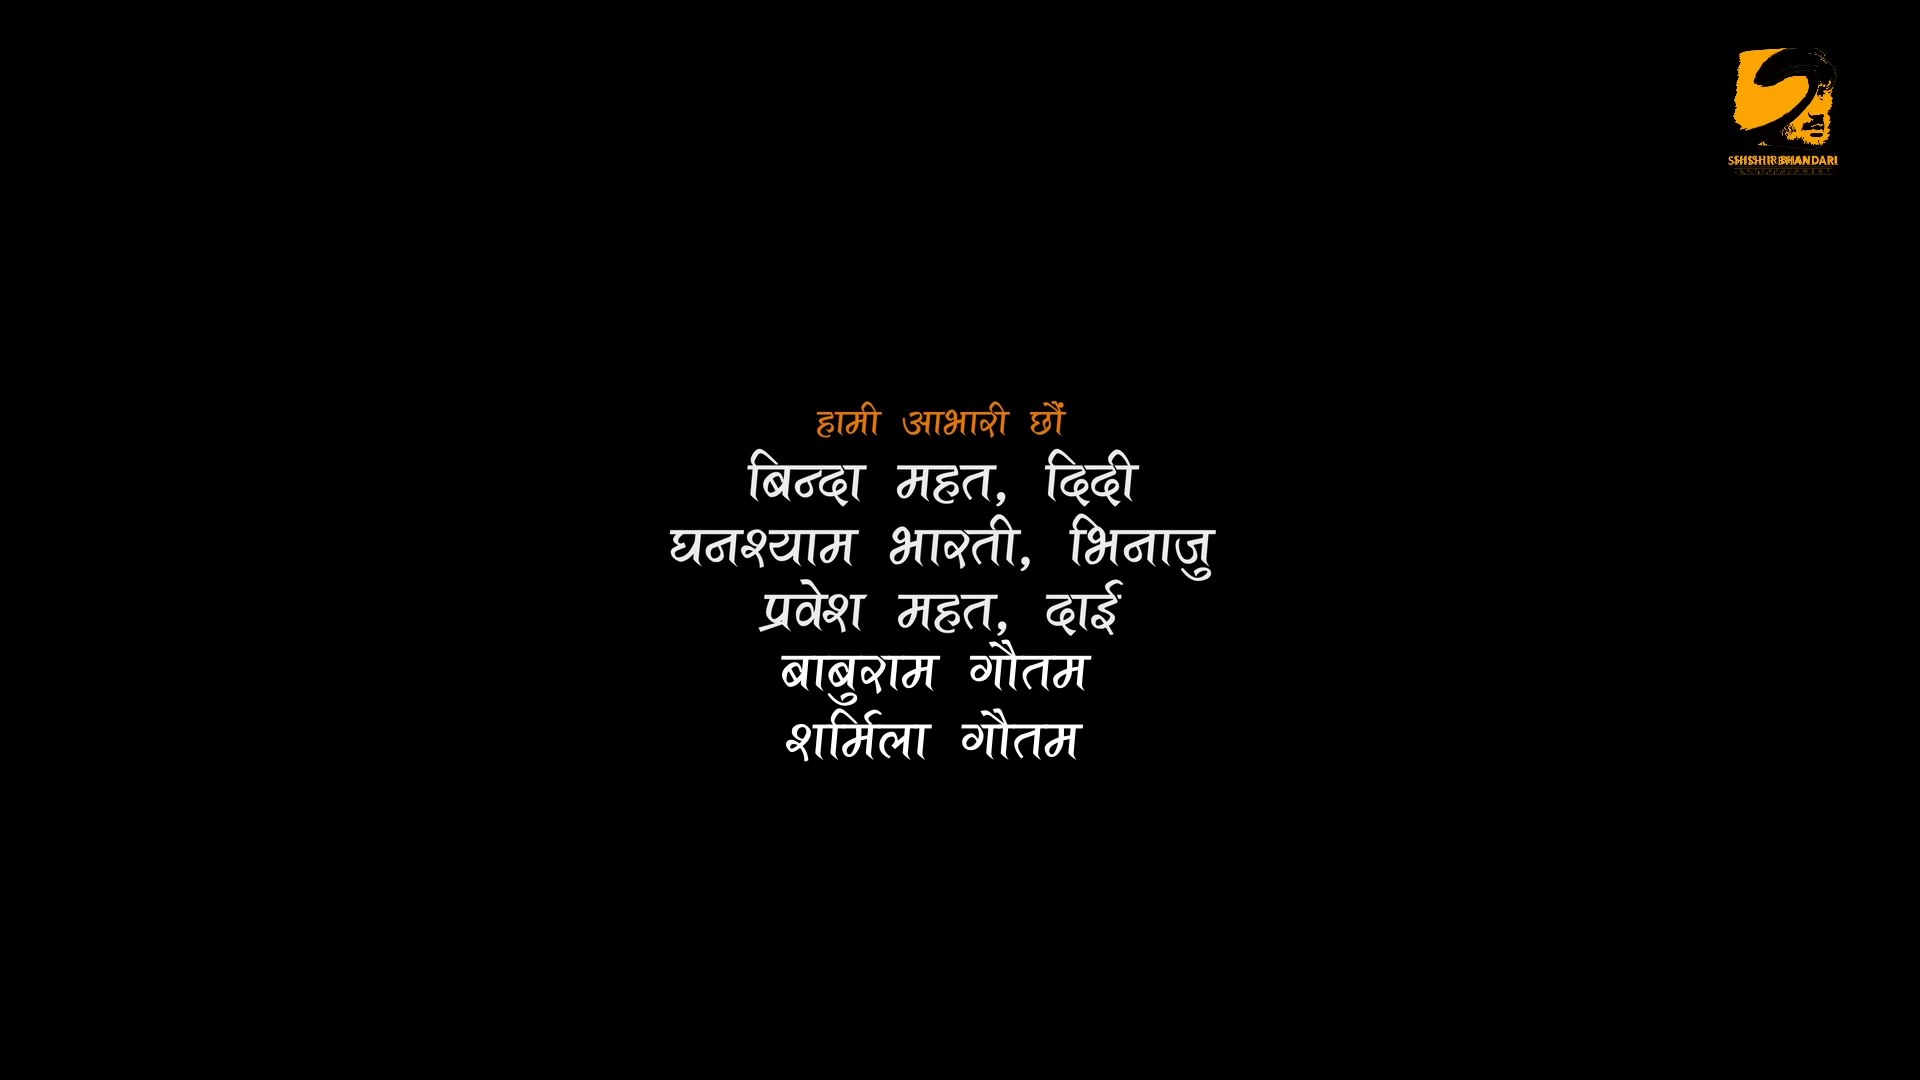 SHISHIR BHANDARI
हामी आभारी छौं
बिन्दा महत, दिदी
घनश्याम भारती, भिनाजु
प्रवेश महत, दाई
बाबुराम गौतम
शर्मिला गौतम